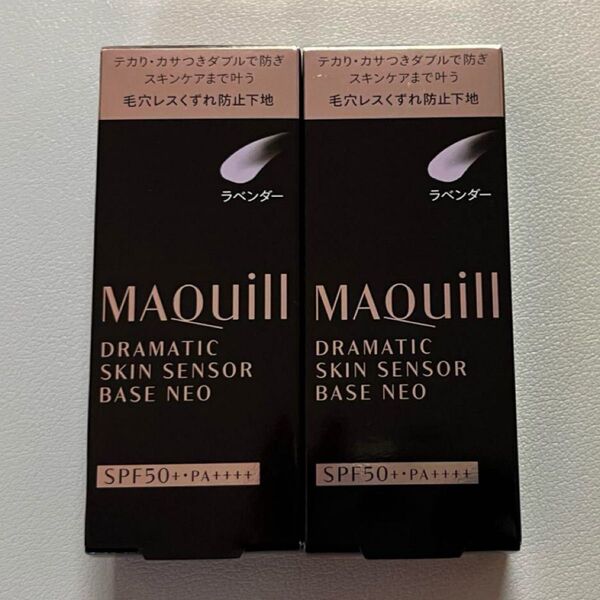 テカリ・カサつきダブルで防ぎ
スキンケアまで叶う
毛穴レスくずれ防止下地
ラベンダー
MAQuill
DRAMATIC
SKIN SENSOR
BASE NEO
SPF50+・PA++++
テカリ・カサつきダブルで防ぎ
スキンケアまで叶う
毛穴レスくずれ防止下地
ラベンダー
MAQuill
DRAMATIC
SKIN SENSOR
BASE NEO
SPF50+・PA++++